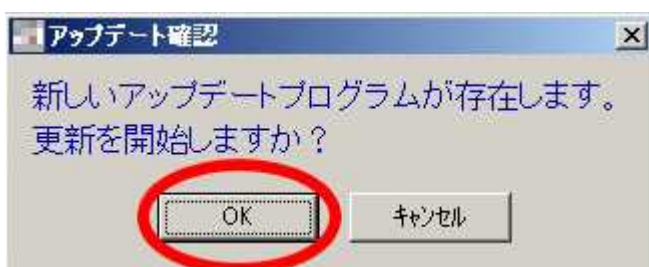 アップデート確認
新しいアップデートプログラムが存在します。
更新を開始しますか？
OK
キャンセル